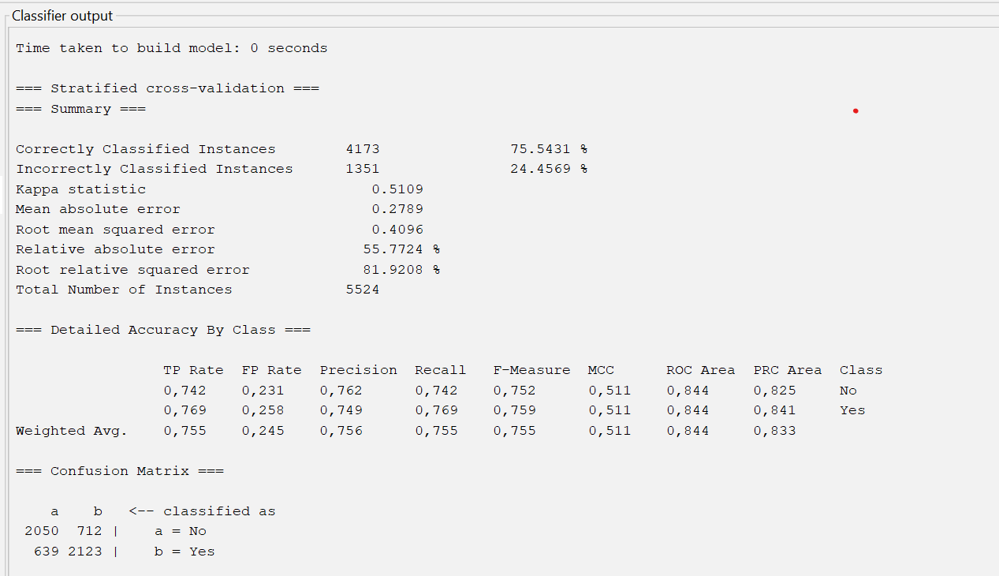 Classifier output
Time taken to build model: 0 seconds
=== Stratified cross-validation ===
=== Summary ===
Correctly Classified Instances 4173 75.5431 %
Incorrectly Classified Instances 1351 24.4569 %
Kappa statistic 0.5109
Mean absolute error 0.2789
Root mean squared error 0.4096
Relative absolute error 55.7724 %
Root relative squared error 81.9208 %
Total Number of Instances 5524
=== Detailed Accuracy By Class ===
TP Rate FP Rate Precision Recall F-Measure MCC ROC Area PRC Area Class
0,742 0,231 0,762 0,742 0,752 0,511 0,844 0,825 No
0,769 0,258 0,749 0,769 0,759 0,511 0,844 0,841 Yes
Weighted Avg. 0,755 0,245 0,756 0,755 0,755 0,511 0,844 0,833
=== Confusion Matrix ===
a b <-- classified as
2050 712 | a = No
639 2123 | b = Yes